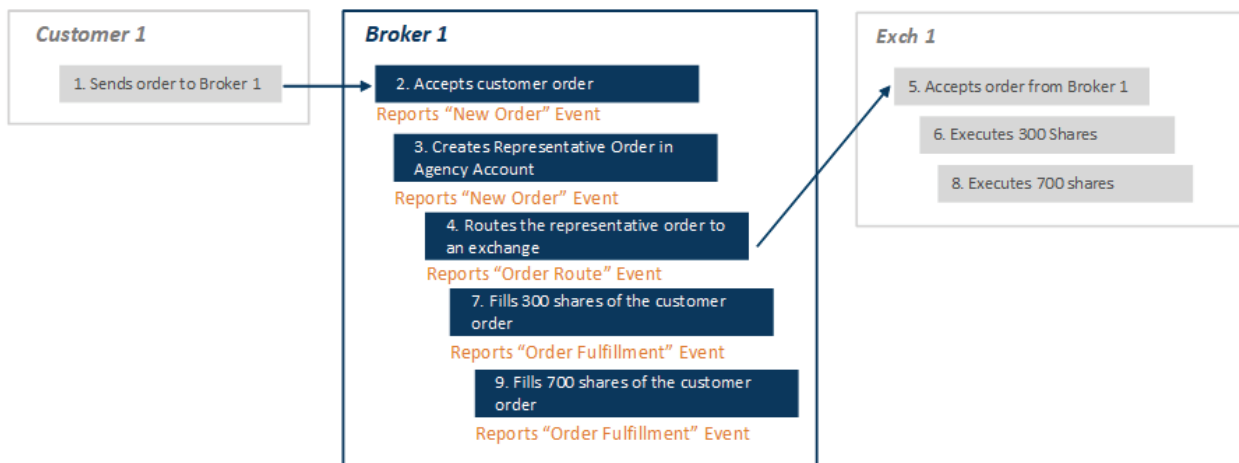 Customer 1
1. Sends order to Broker 1
Broker 1
2. Accepts customer order
Reports “New Order” Event
3. Creates Representative Order in
Agency Account
Reports “New Order” Event
4. Routes the representative order to
an exchange
Reports “Order Route” Event
7. Fills 300 shares of the customer
order
Reports “Order Fulfillment” Event
9. Fills 700 shares of the customer
order
Reports “Order Fulfillment” Event
Exch 1
5. Accepts order from Broker 1
6. Executes 300 Shares
8. Executes 700 shares